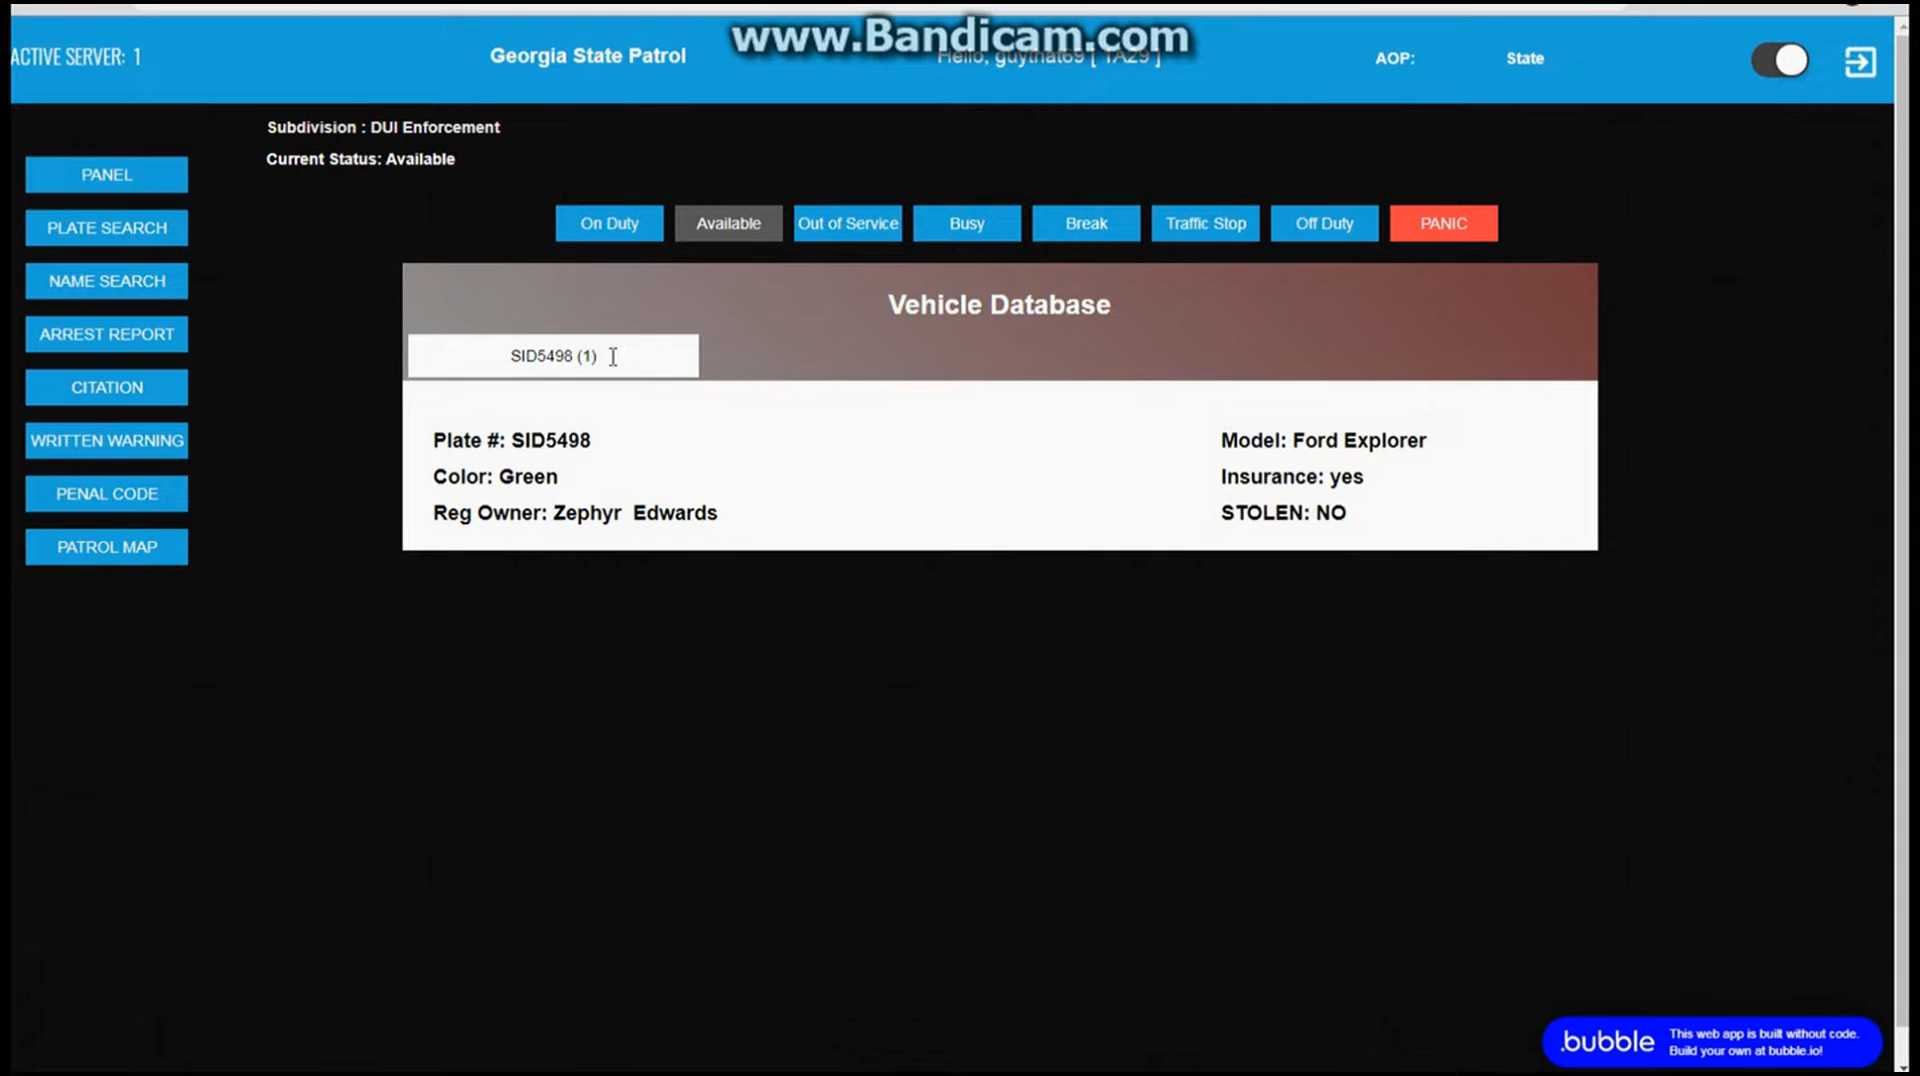 www.Bandicam.com
ACTIVE SERVER: 1
Georgia State Patrol
Hello, guythat69 [ 1A29 ]
AOP:
State
Subdivision : DUI Enforcement
Current Status: Available
PANEL
PLATE SEARCH
NAME SEARCH
ARREST REPORT
CITATION
WRITTEN WARNING
PENAL CODE
PATROL MAP
On Duty
Available
Out of Service
Busy
Break
Traffic Stop
Off Duty
PANIC
Vehicle Database
SID5498 (1)
Plate #: SID5498
Model: Ford Explorer
Color: Green
Insurance: yes
Reg Owner: Zephyr  Edwards
STOLEN: NO
.bubble
This web app is built without code.
Build your own at bubble.io!